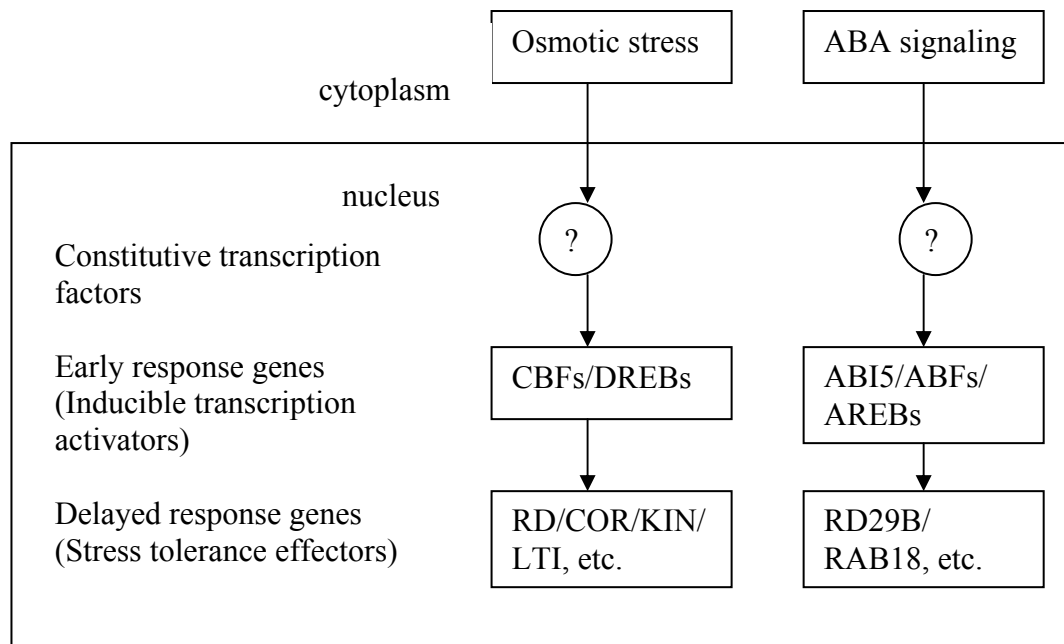 Osmotic stress
ABA signaling
cytoplasm
nucleus
?
?
Constitutive transcription
factors
Early response genes
(Inducible transcription
activators)
CBFs/DREBs
ABI5/ABFs/
AREBs
Delayed response genes
(Stress tolerance effectors)
RD/COR/KIN/
LTI, etc.
RD29B/
RAB18, etc.